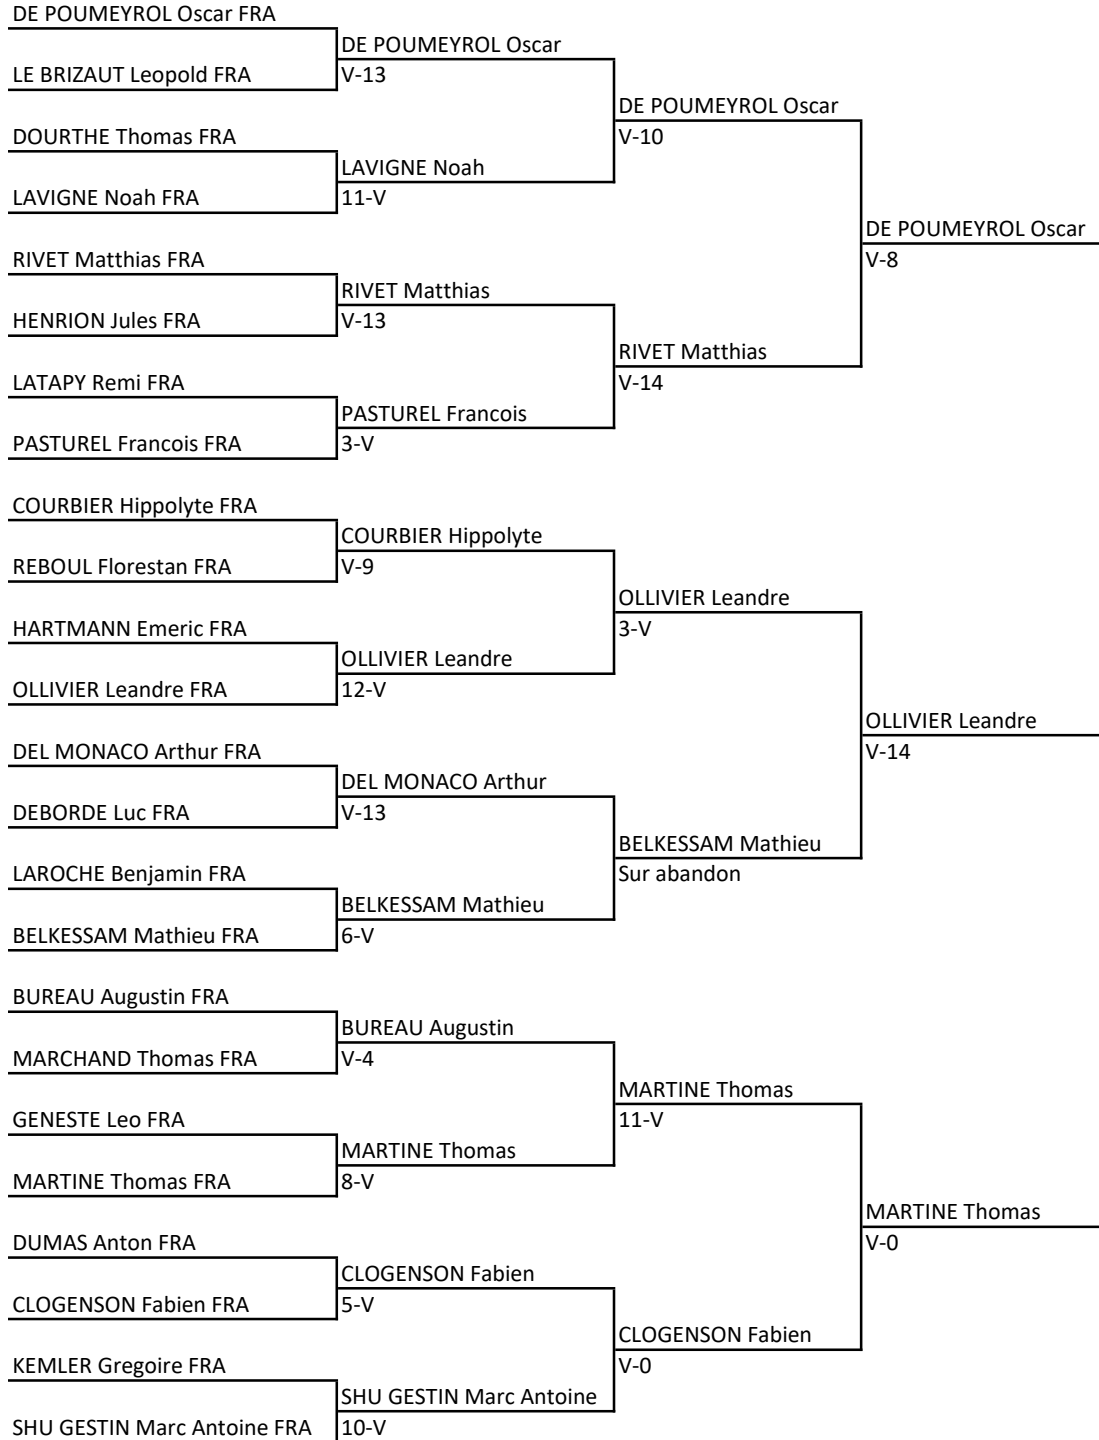 DE POUMEYROL Oscar FRA
DE POUMEYROL Oscar
LE BRIZAUT Leopold FRA
V-13
DE POUMEYROL Oscar
DOURTHE Thomas FRA
V-10
LAVIGNE Noah
LAVIGNE Noah FRA
11-V
DE POUMEYROL Oscar
RIVET Matthias FRA
V-8
RIVET Matthias
HENRION Jules FRA
V-13
RIVET Matthias
LATAPY Remi FRA
V-14
PASTUREL Francois
PASTUREL Francois FRA
3-V
COURBIER Hippolyte FRA
COURBIER Hippolyte
REBOUL Florestan FRA
V-9
OLLIVIER Leandre
HARTMANN Emeric FRA
3-V
OLLIVIER Leandre
OLLIVIER Leandre FRA
12-V
OLLIVIER Leandre
DEL MONACO Arthur FRA
V-14
DEL MONACO Arthur
DEBORDE Luc FRA
V-13
BELKESSAM Mathieu
LAROCHE Benjamin FRA
Sur abandon
BELKESSAM Mathieu
BELKESSAM Mathieu FRA
6-V
BUREAU Augustin FRA
BUREAU Augustin
MARCHAND Thomas FRA
V-4
MARTINE Thomas
GENESTE Leo FRA
11-V
MARTINE Thomas
MARTINE Thomas FRA
8-V
MARTINE Thomas
DUMAS Anton FRA
V-0
CLOGENSON Fabien
CLOGENSON Fabien FRA
5-V
CLOGENSON Fabien
KEMLER Gregoire FRA
V-0
SHU GESTIN Marc Antoine
SHU GESTIN Marc Antoine FRA
10-V